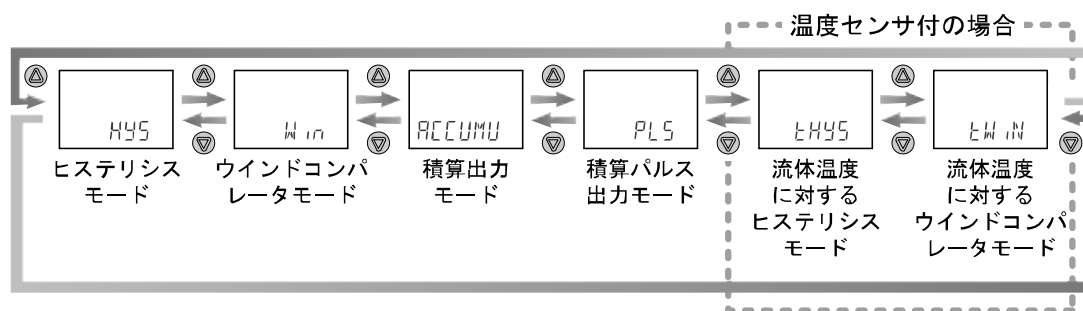 温度センサ付の場合
HYS
Win
ACCUMU
PLS
tHYS
tWiN
ヒステリシス
モード
ウインドコンパ
レータモード
積算出力
モード
積算パルス
出力モード
流体温度
に対する
ヒステリシス
モード
流体温度
に対する
ウインドコンパ
レータモード